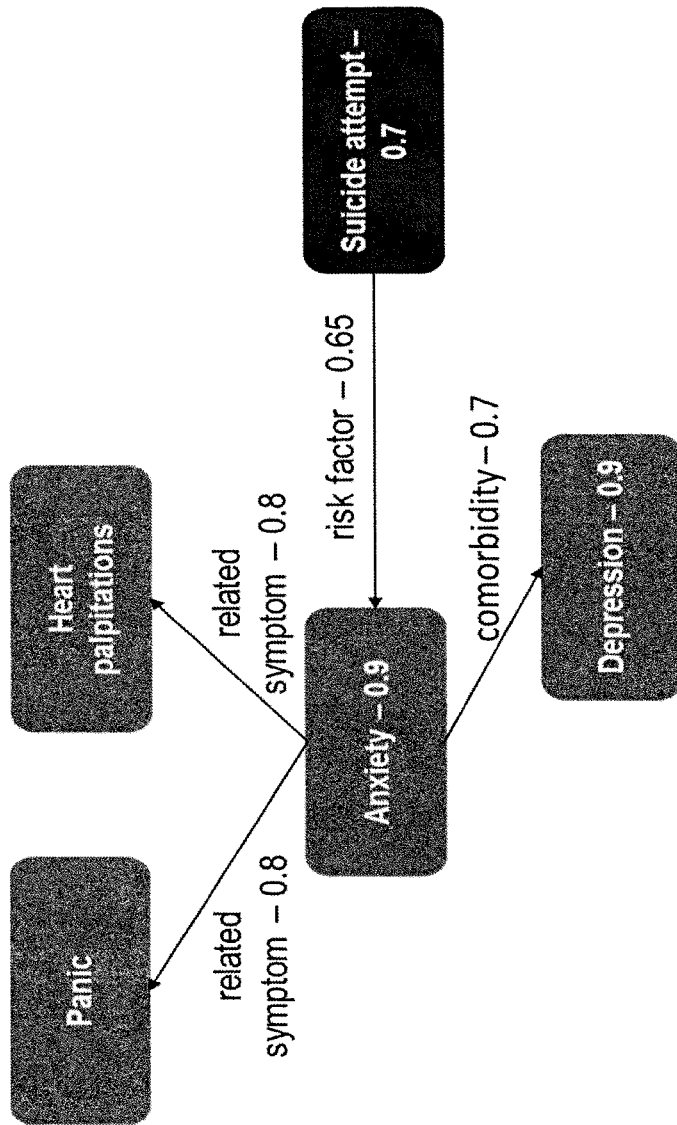 Panic
Heart
palpitations
related
symptom – 0.8
related
symptom – 0.8
Anxiety – 0.9
risk factor – 0.65
Suicide attempt –
0.7
comorbidity – 0.7
Depression – 0.9